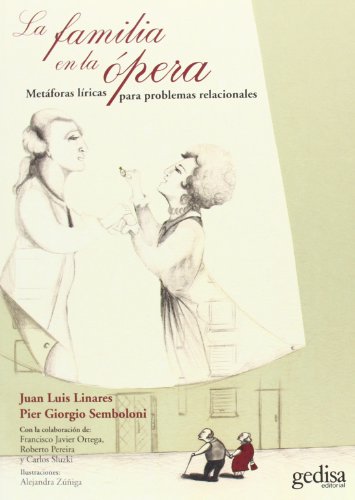 La familia
en la ópera
Metáforas líricas para problemas relacionales
Juan Luis Linares
Pier Giorgio Semboloni
Con la colaboración de:
Francisco Javier Ortega,
Roberto Pereira
y Carlos Sluzki
Ilustraciones:
Alejandra Zúñiga
gedisa
editorial